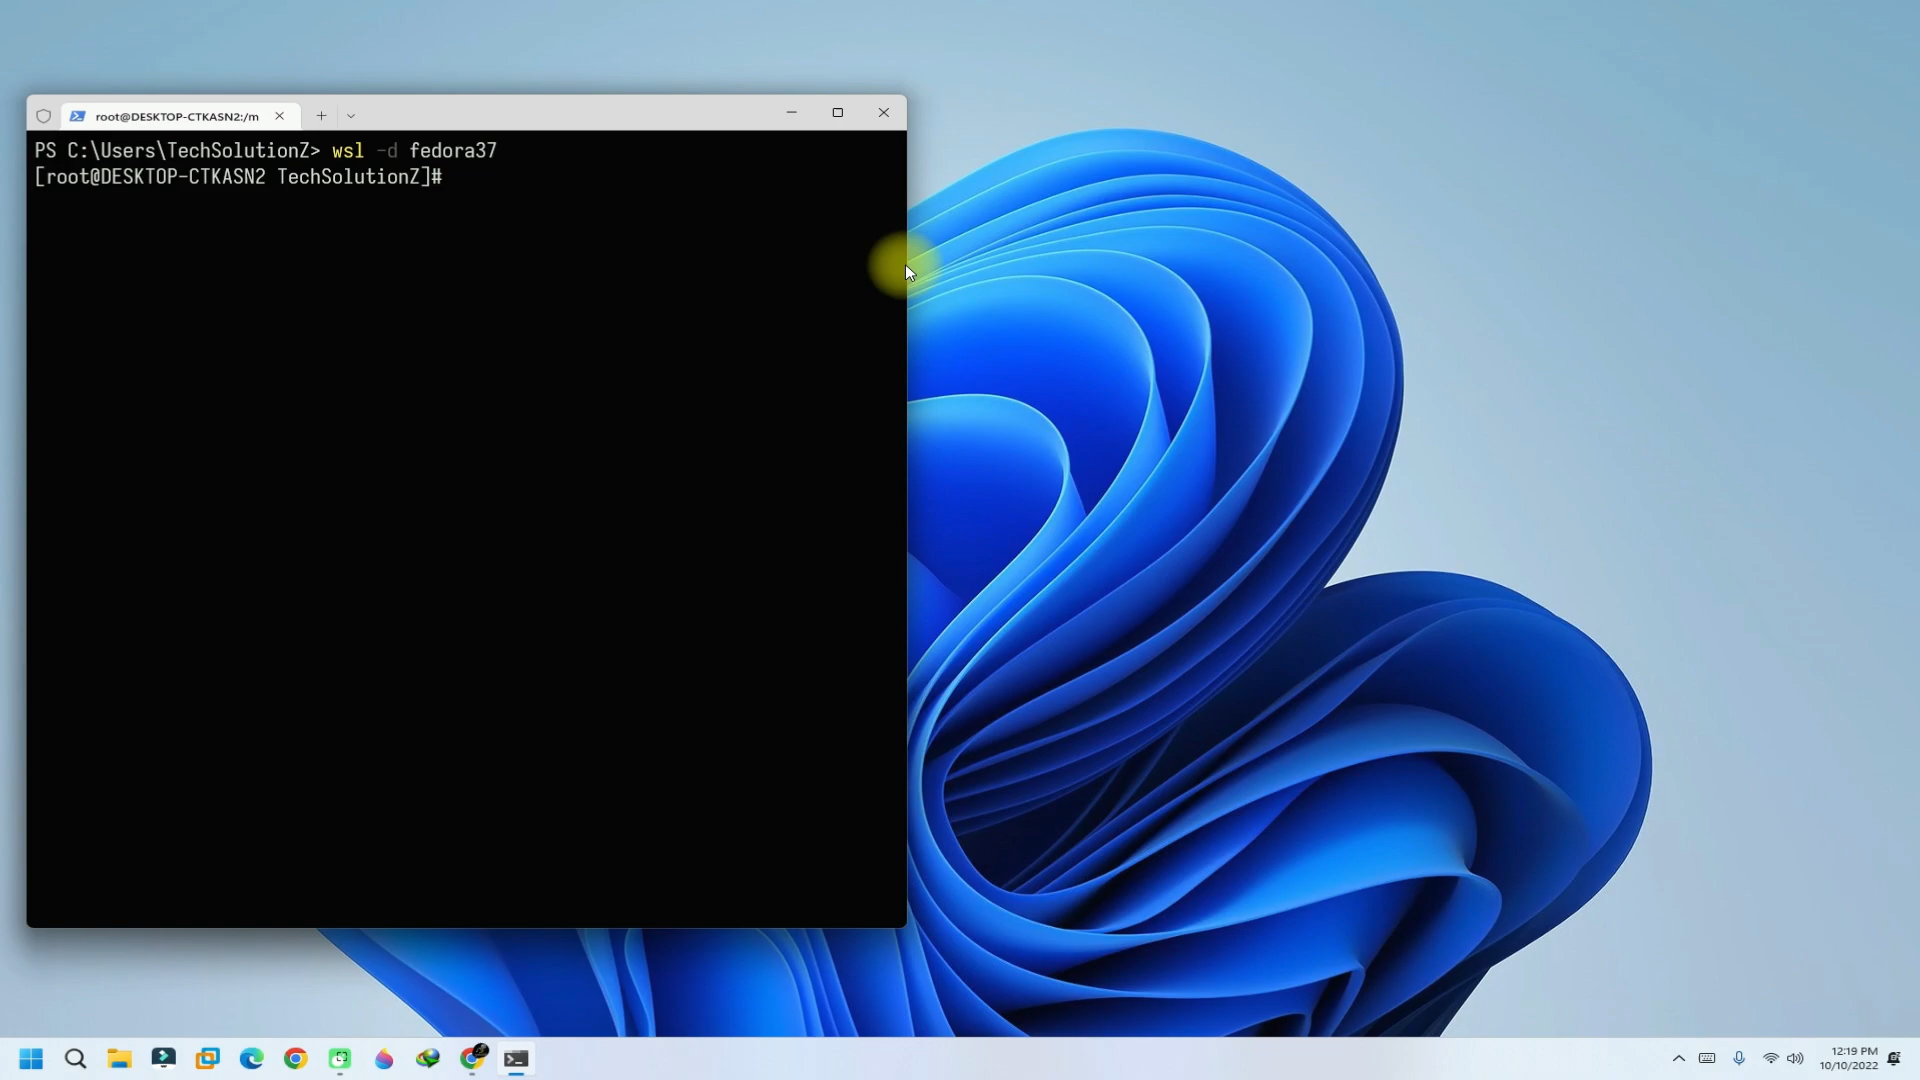 root@DESKTOP-CTKASN2:/m
PS C:\Users\TechSolutionZ> wsl -d fedora37
[root@DESKTOP-CTKASN2 TechSolutionZ]#
12:19 PM
10/10/2022